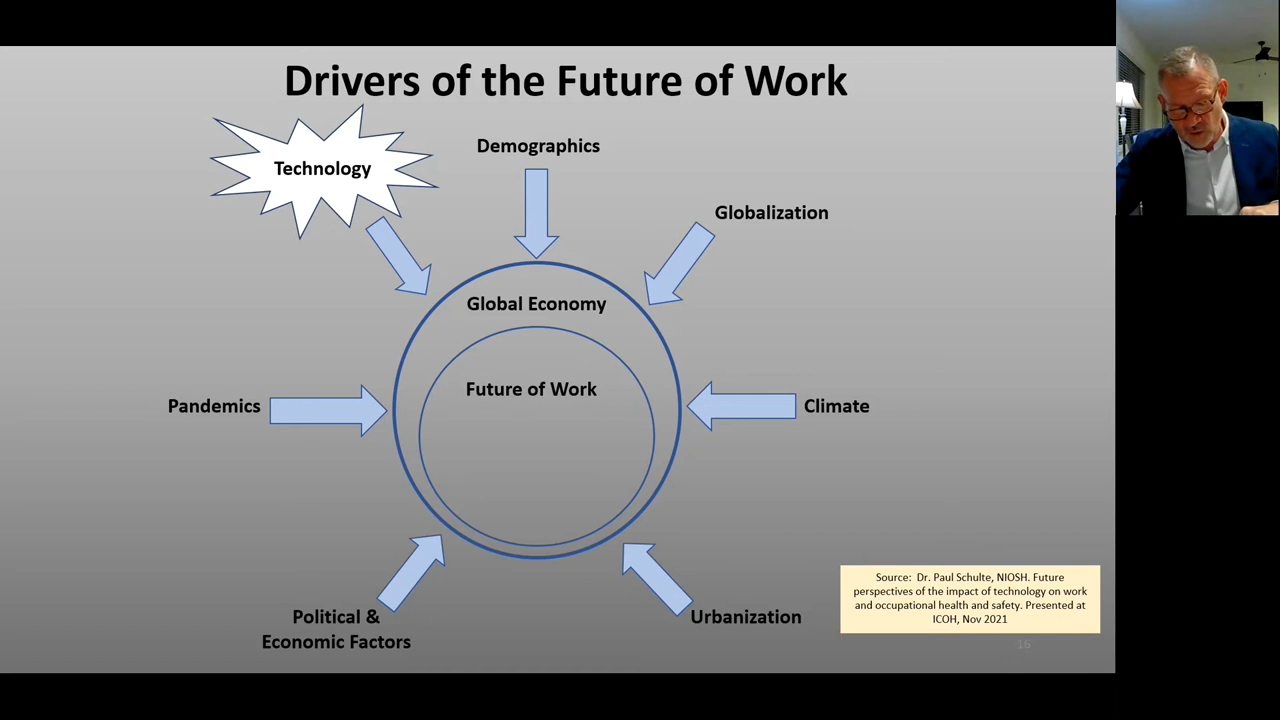 Drivers of the Future of Work
Technology
Demographics
Globalization
Global Economy
Future of Work
Pandemics
Climate
Political &
Economic Factors
Urbanization
Source: Dr. Paul Schulte, NIOSH. Future
perspectives of the impact of technology on work
and occupational health and safety. Presented at
ICOH, Nov 2021
16